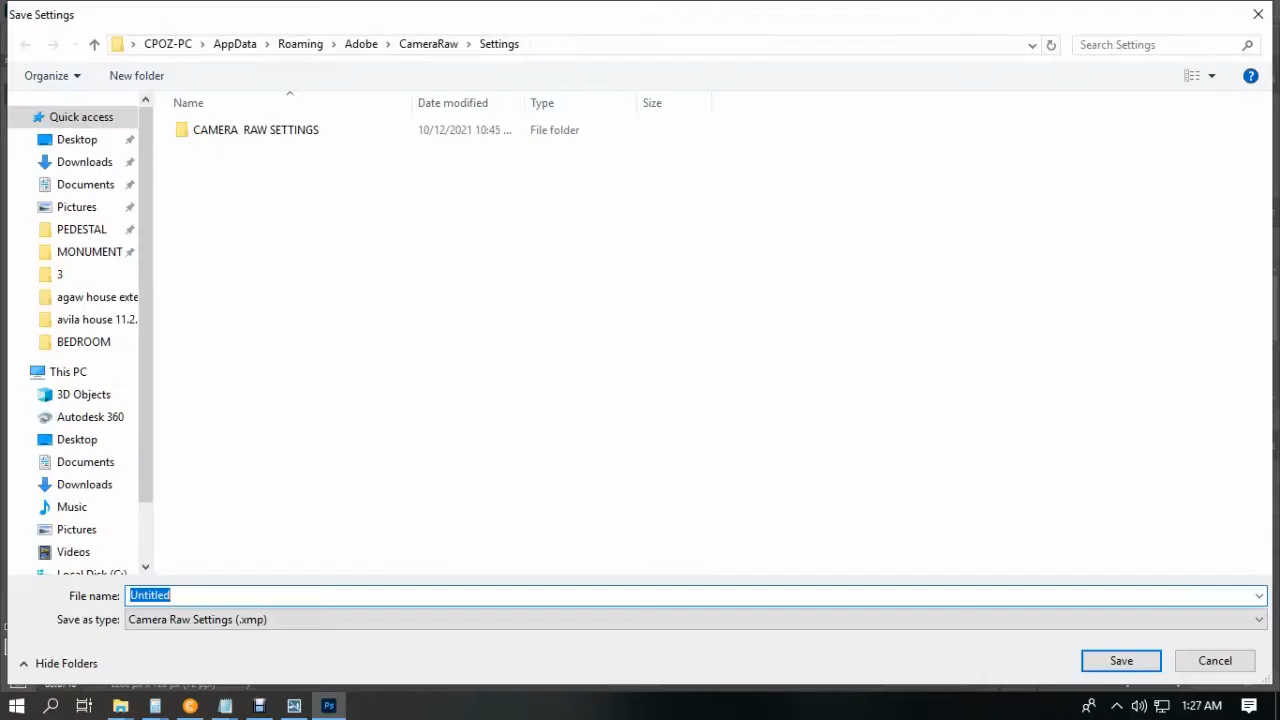 Save Settings
CPOZ-PC > AppData > Roaming > Adobe > CameraRaw > Settings
Search Settings
Organize
New folder
Name
Date modified
Type
Size
CAMERA  RAW SETTINGS
10/12/2021 10:45 ...
File folder
Quick access
Desktop
Downloads
Documents
Pictures
PEDESTAL
MONUMENT
3
agaw house exte
avila house 11.2.
BEDROOM
This PC
3D Objects
Autodesk 360
Desktop
Documents
Downloads
Music
Pictures
Videos
Local Disk (C:)
File name: Untitled
Save as type: Camera Raw Settings (.xmp)
Hide Folders
Save
Cancel
Ps
1:27 AM